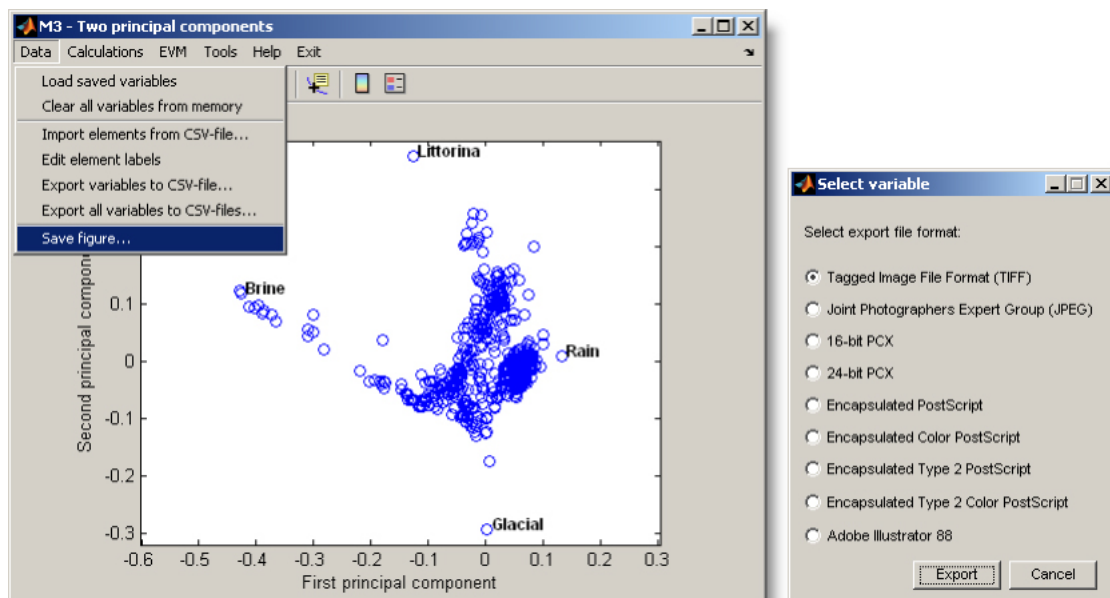 M3 - Two principal components
Data Calculations EVM Tools Help Exit
Load saved variables
Clear all variables from memory
Import elements from CSV-file...
Edit element labels
Export variables to CSV-file...
Export all variables to CSV-files...
Save figure...
Littorina
Brine
Rain
Glacial
0.1
0
-0.1
-0.2
-0.3
-0.6 -0.5 -0.4 -0.3 -0.2 -0.1 0 0.1 0.2 0.3
Second principal component
First principal component
Select variable
Select export file format:
Tagged Image File Format (TIFF)
Joint Photographers Expert Group (JPEG)
16-bit PCX
24-bit PCX
Encapsulated PostScript
Encapsulated Color PostScript
Encapsulated Type 2 PostScript
Encapsulated Type 2 Color PostScript
Adobe Illustrator 88
Export Cancel